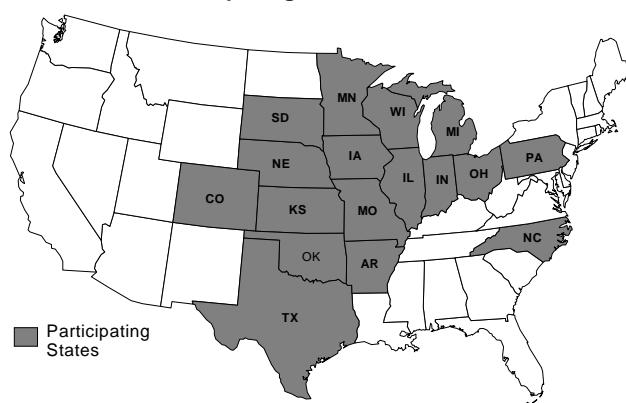 MN
WI
SD
MI
IA
NE
PA
OH
IL
IN
CO
KS
MO
NC
OK
AR
TX
Participating
States